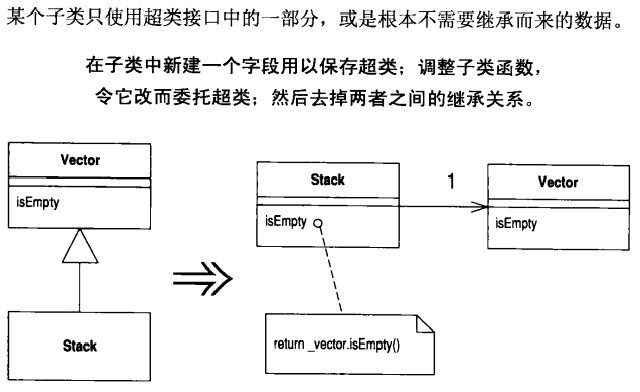 某个子类只使用超类接口中的一部分，或是根本不需要继承而来的数据。
在子类中新建一个字段用以保存超类；调整子类函数，
令它改而委托超类；然后去掉两者之间的继承关系。
Vector
isEmpty
Stack
Stack
isEmpty
1
Vector
isEmpty
return _vector.isEmpty()